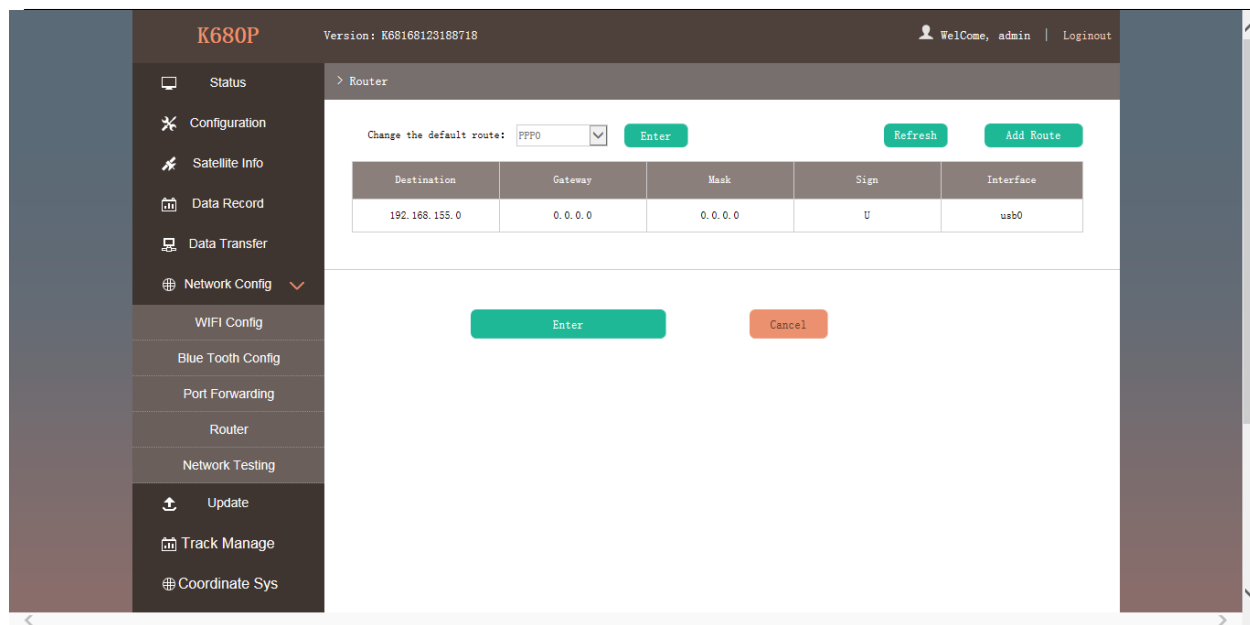 K680P
Version: K68168123188718
WelCome, admin | Loginout
Status
> Router
Configuration
Change the default route: PPP0 Enter Refresh Add Route
Satellite Info
Destination Gateway Mask Sign Interface
Data Record
192.168.155.0 0.0.0.0 0.0.0.0 U usb0
Data Transfer
Network Config
WIFI Config
Enter Cancel
Blue Tooth Config
Port Forwarding
Router
Network Testing
Update
Track Manage
Coordinate Sys